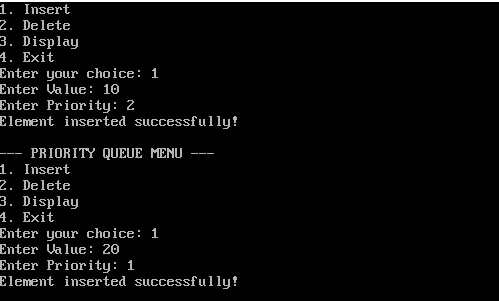 1. Insert
2. Delete
3. Display
4. Exit
Enter your choice: 1
Enter Value: 10
Enter Priority: 2
Element inserted successfully!
--- PRIORITY QUEUE MENU ---
1. Insert
2. Delete
3. Display
4. Exit
Enter your choice: 1
Enter Value: 20
Enter Priority: 1
Element inserted successfully!